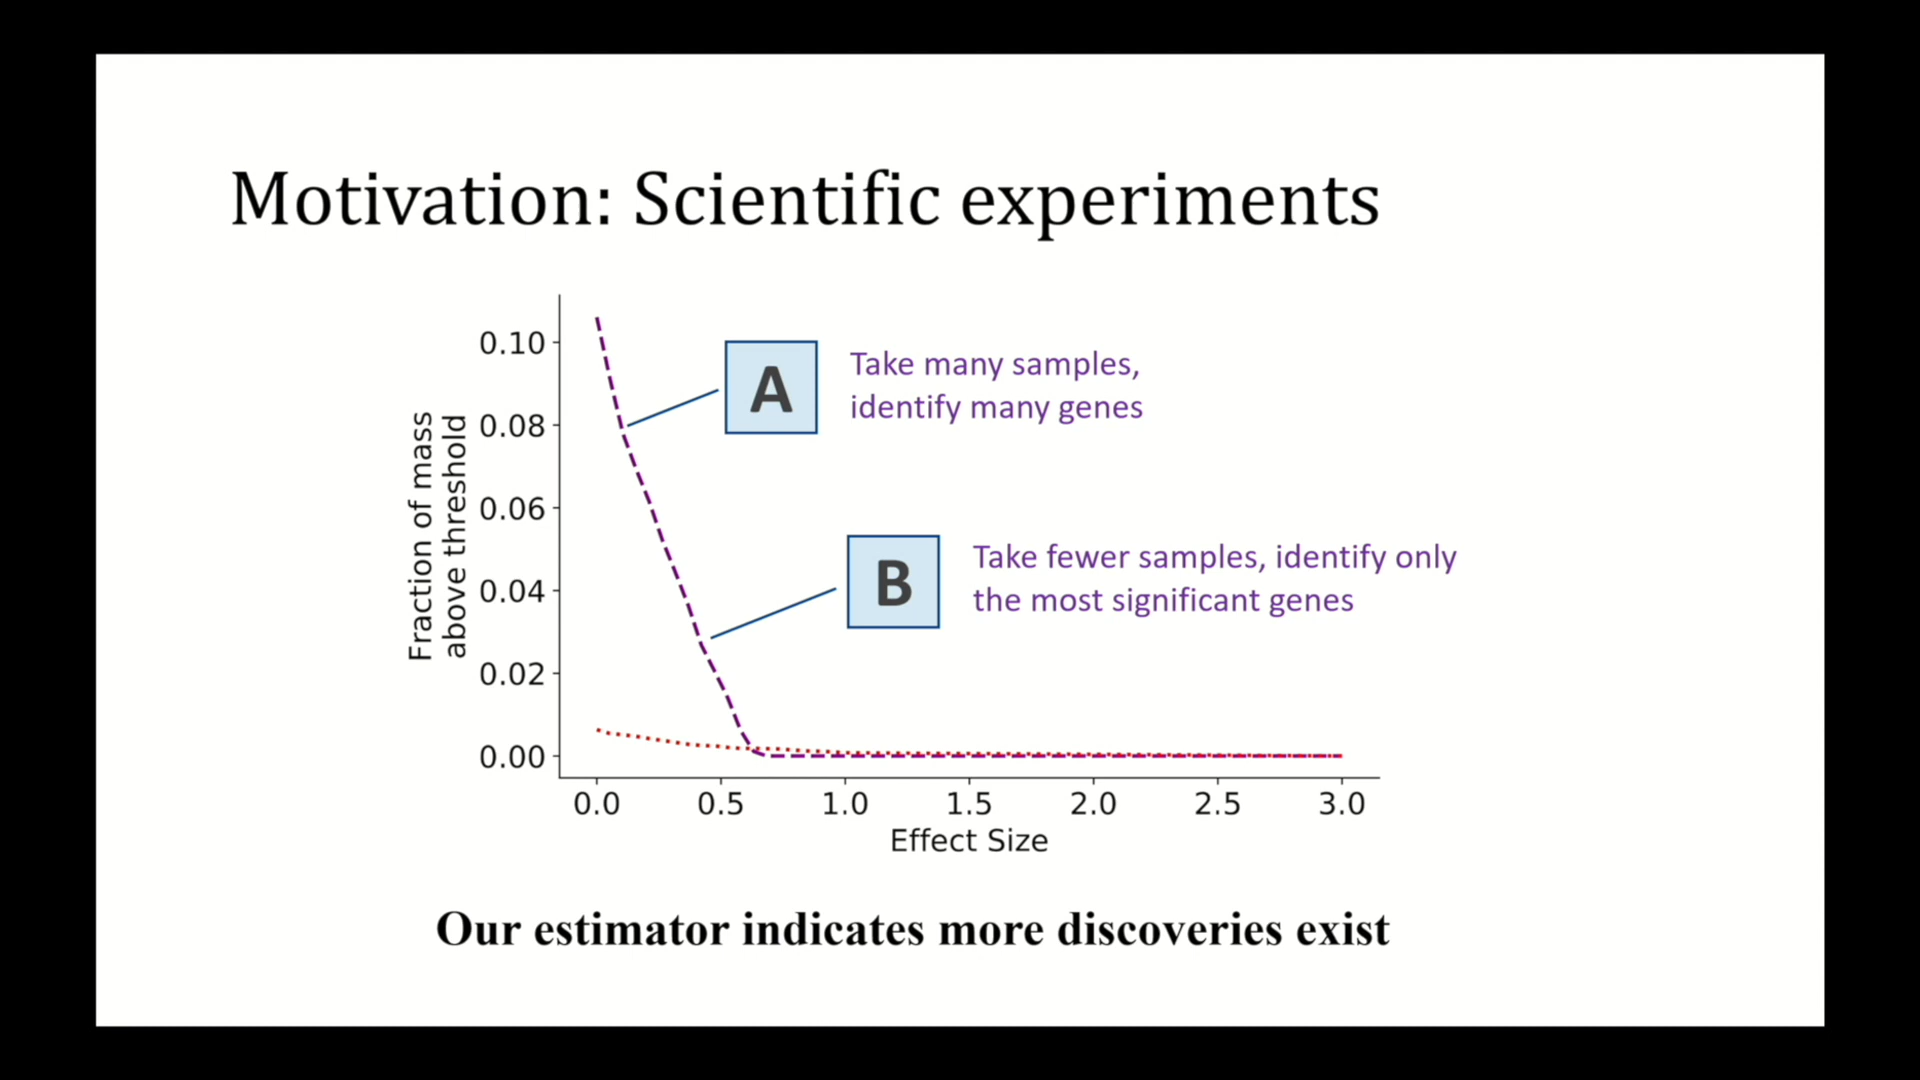 Motivation: Scientific experiments
Fraction of mass
above threshold
0.10
0.08
0.06
0.04
0.02
0.00
A
Take many samples,
identify many genes
B
Take fewer samples, identify only
the most significant genes
0.0 0.5 1.0 1.5 2.0 2.5 3.0
Effect Size
Our estimator indicates more discoveries exist